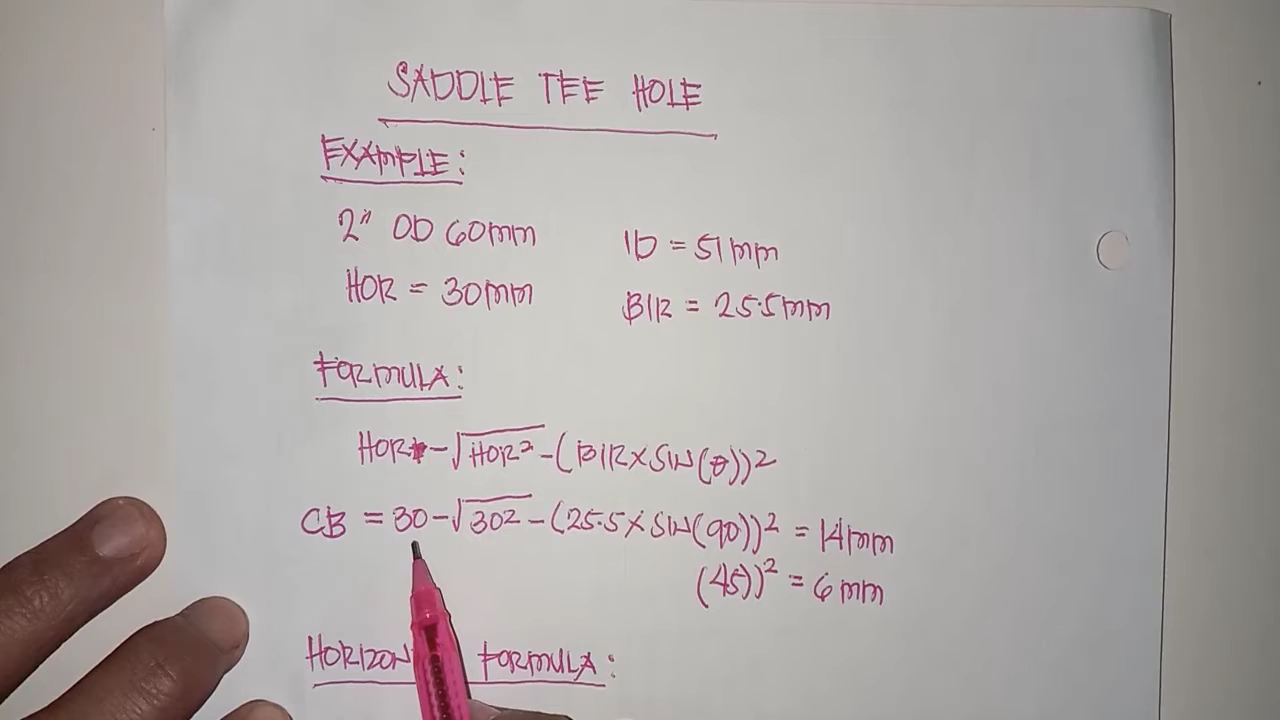 SADDLE TEE HOLE
EXAMPLE:
2" OD 60mm
ID = 51mm
HOR = 30mm
BIR = 25.5mm
FORMULA:
HOR - √HOR² - (BIR × SIN(θ))²
CB = 30 - √30² - (25.5 × SIN(90))² = 14mm
(45))² = 6mm
FORMULA: